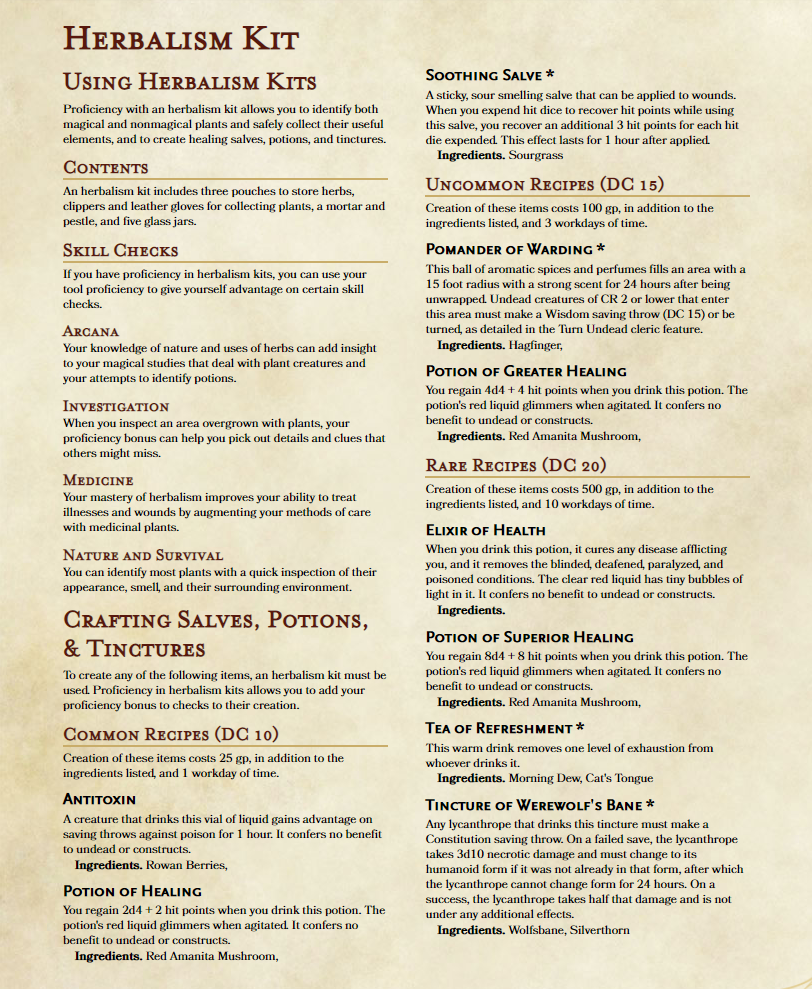 Herbalism Kit
Using Herbalism Kits
Proficiency with an herbalism kit allows you to identify both
magical and nonmagical plants and safely collect their useful
elements, and to create healing salves, potions, and tinctures.
Contents
An herbalism kit includes three pouches to store herbs,
clippers and leather gloves for collecting plants, a mortar and
pestle, and five glass jars.
Skill Checks
If you have proficiency in herbalism kits, you can use your
tool proficiency to give yourself advantage on certain skill
checks.
Arcana
Your knowledge of nature and uses of herbs can add insight
to your magical studies that deal with plant creatures and
your attempts to identify potions.
Investigation
When you inspect an area overgrown with plants, your
proficiency bonus can help you pick out details and clues that
others might miss.
Medicine
Your mastery of herbalism improves your ability to treat
illnesses and wounds by augmenting your methods of care
with medicinal plants.
Nature and Survival
You can identify most plants with a quick inspection of their
appearance, smell, and their surrounding environment.
Crafting Salves, Potions,
& Tinctures
To create any of the following items, an herbalism kit must be
used. Proficiency in herbalism kits allows you to add your
proficiency bonus to checks to their creation.
Common Recipes (DC 10)
Creation of these items costs 25 gp, in addition to the
ingredients listed, and 1 workday of time.
Antitoxin
A creature that drinks this vial of liquid gains advantage on
saving throws against poison for 1 hour. It confers no benefit
to undead or constructs.
Ingredients. Rowan Berries,
Potion of Healing
You regain 2d4 + 2 hit points when you drink this potion. The
potion's red liquid glimmers when agitated. It confers no
benefit to undead or constructs.
Ingredients. Red Amanita Mushroom,
Soothing Salve *
A sticky, sour smelling salve that can be applied to wounds.
When you expend hit dice to recover hit points while using
this salve, you recover an additional 3 hit points for each hit
die expended. This effect lasts for 1 hour after applied.
Ingredients. Sourgrass
Uncommon Recipes (DC 15)
Creation of these items costs 100 gp, in addition to the
ingredients listed, and 3 workdays of time.
Pomander of Warding *
This ball of aromatic spices and perfumes fills an area with a
15 foot radius with a strong scent for 24 hours after being
unwrapped. Undead creatures of CR 2 or lower that enter
this area must make a Wisdom saving throw (DC 15) or be
turned, as detailed in the Turn Undead cleric feature.
Ingredients. Hagfinger,
Potion of Greater Healing
You regain 4d4 + 4 hit points when you drink this potion. The
potion's red liquid glimmers when agitated. It confers no
benefit to undead or constructs.
Ingredients. Red Amanita Mushroom,
Rare Recipes (DC 20)
Creation of these items costs 500 gp, in addition to the
ingredients listed, and 10 workdays of time.
Elixir of Health
When you drink this potion, it cures any disease afflicting
you, and it removes the blinded, deafened, paralyzed, and
poisoned conditions. The clear red liquid has tiny bubbles of
light in it. It confers no benefit to undead or constructs.
Ingredients.
Potion of Superior Healing
You regain 8d4 + 8 hit points when you drink this potion. The
potion's red liquid glimmers when agitated. It confers no
benefit to undead or constructs.
Ingredients. Red Amanita Mushroom,
Tea of Refreshment *
This warm drink removes one level of exhaustion from
whoever drinks it.
Ingredients. Morning Dew, Cat's Tongue
Tincture of Werewolf's Bane *
Any lycanthrope that drinks this tincture must make a
Constitution saving throw. On a failed save, the lycanthrope
takes 3d10 necrotic damage and must change to its
humanoid form if it was not already in that form, after which
the lycanthrope cannot change form for 24 hours. On a
success, the lycanthrope takes half that damage and is not
under any additional effects.
Ingredients. Wolfsbane, Silverthorn